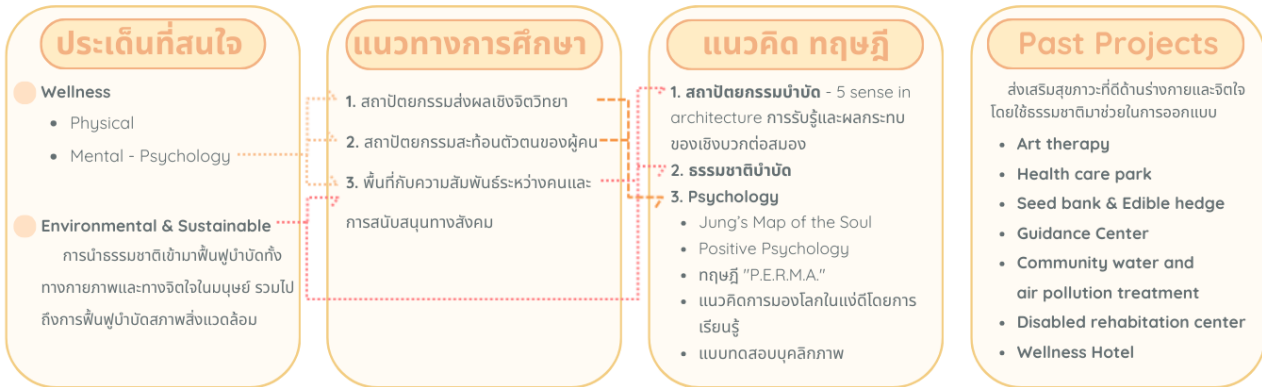 ประเด็นที่สนใจ
Wellness
• Physical
• Mental - Psychology
Environmental & Sustainable
การนำธรรมชาติเข้ามาฟื้นฟูบำบัดทั้ง
ทางกายภาพและทางจิตใจในมนุษย์ รวมไป
ถึงการฟื้นฟูบำบัดสภาพสิ่งแวดล้อม
แนวทางการศึกษา
1. สถาปัตยกรรมส่งผลเชิงจิตวิทยา
2. สถาปัตยกรรมสะท้อนตัวตนของผู้คน
3. พื้นที่กับความสัมพันธ์ระหว่างคนและ
การสนับสนุนทางสังคม
แนวคิด ทฤษฎี
1. สถาปัตยกรรมบำบัด - 5 sense in
architecture การรับรู้และผลกระทบ
ของเชิงบวกต่อสมอง
2. ธรรมชาติบำบัด
3. Psychology
• Jung's Map of the Soul
• Positive Psychology
• ทฤษฎี "P.E.R.M.A."
• แนวคิดการมองโลกในแง่ดีโดยการ
เรียนรู้
• แบบทดสอบบุคลิกภาพ
Past Projects
ส่งเสริมสุขภาวะที่ดีด้านร่างกายและจิตใจ
โดยใช้ธรรมชาติมาช่วยในการออกแบบ
• Art therapy
• Health care park
• Seed bank & Edible hedge
• Guidance Center
• Community water and
air pollution treatment
• Disabled rehabitation center
• Wellness Hotel